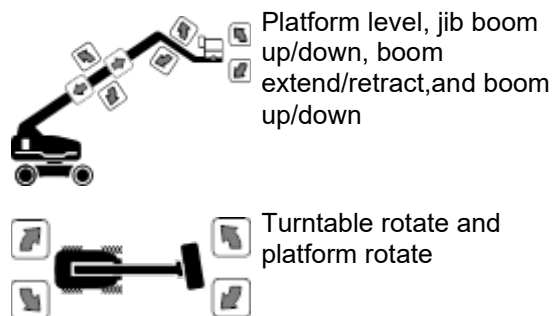 Platform level, jib boom
up/down, boom
extend/retract,and boom
up/down
Turntable rotate and
platform rotate